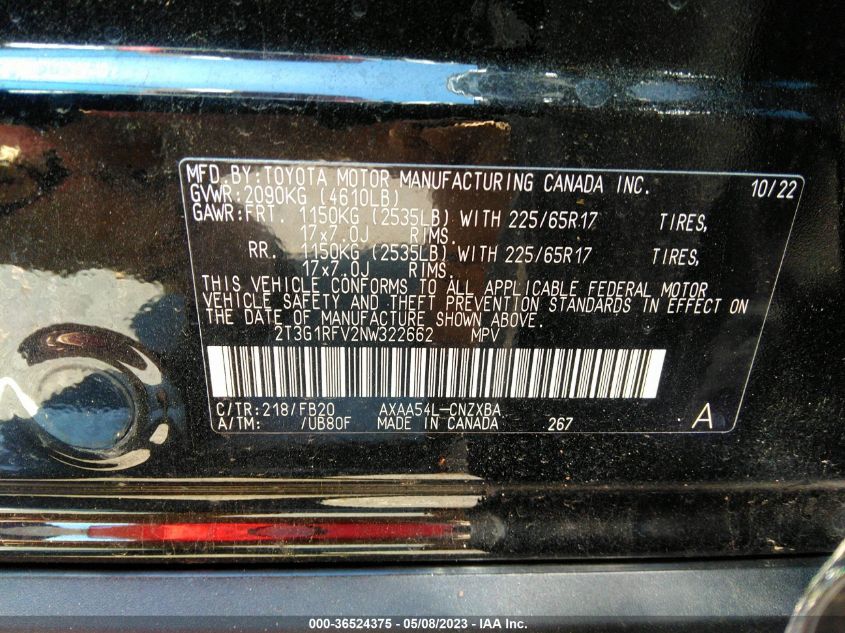 MFD. BY: TOYOTA MOTOR MANUFACTURING CANADA INC. 10/22
GVWR: 2090KG (4610LB)
GAWR: FRT. 1150KG (2535LB) WITH 225/65R17 TIRES,
17x7.0J RIMS.
RR. 1150KG (2535LB) WITH 225/65R17 TIRES,
17x7.0J RIMS.
THIS VEHICLE CONFORMS TO ALL APPLICABLE FEDERAL MOTOR
VEHICLE SAFETY AND THEFT PREVENTION STANDARDS IN EFFECT ON
THE DATE OF MANUFACTURE SHOWN ABOVE.
2T3G1RFV2NW322662 MPV
C/TR: 218/FB20 AXAA54L-CNZXBA
A/TM: /UB80F MADE IN CANADA 267 A
000-36524375 - 05/08/2023 - IAA Inc.